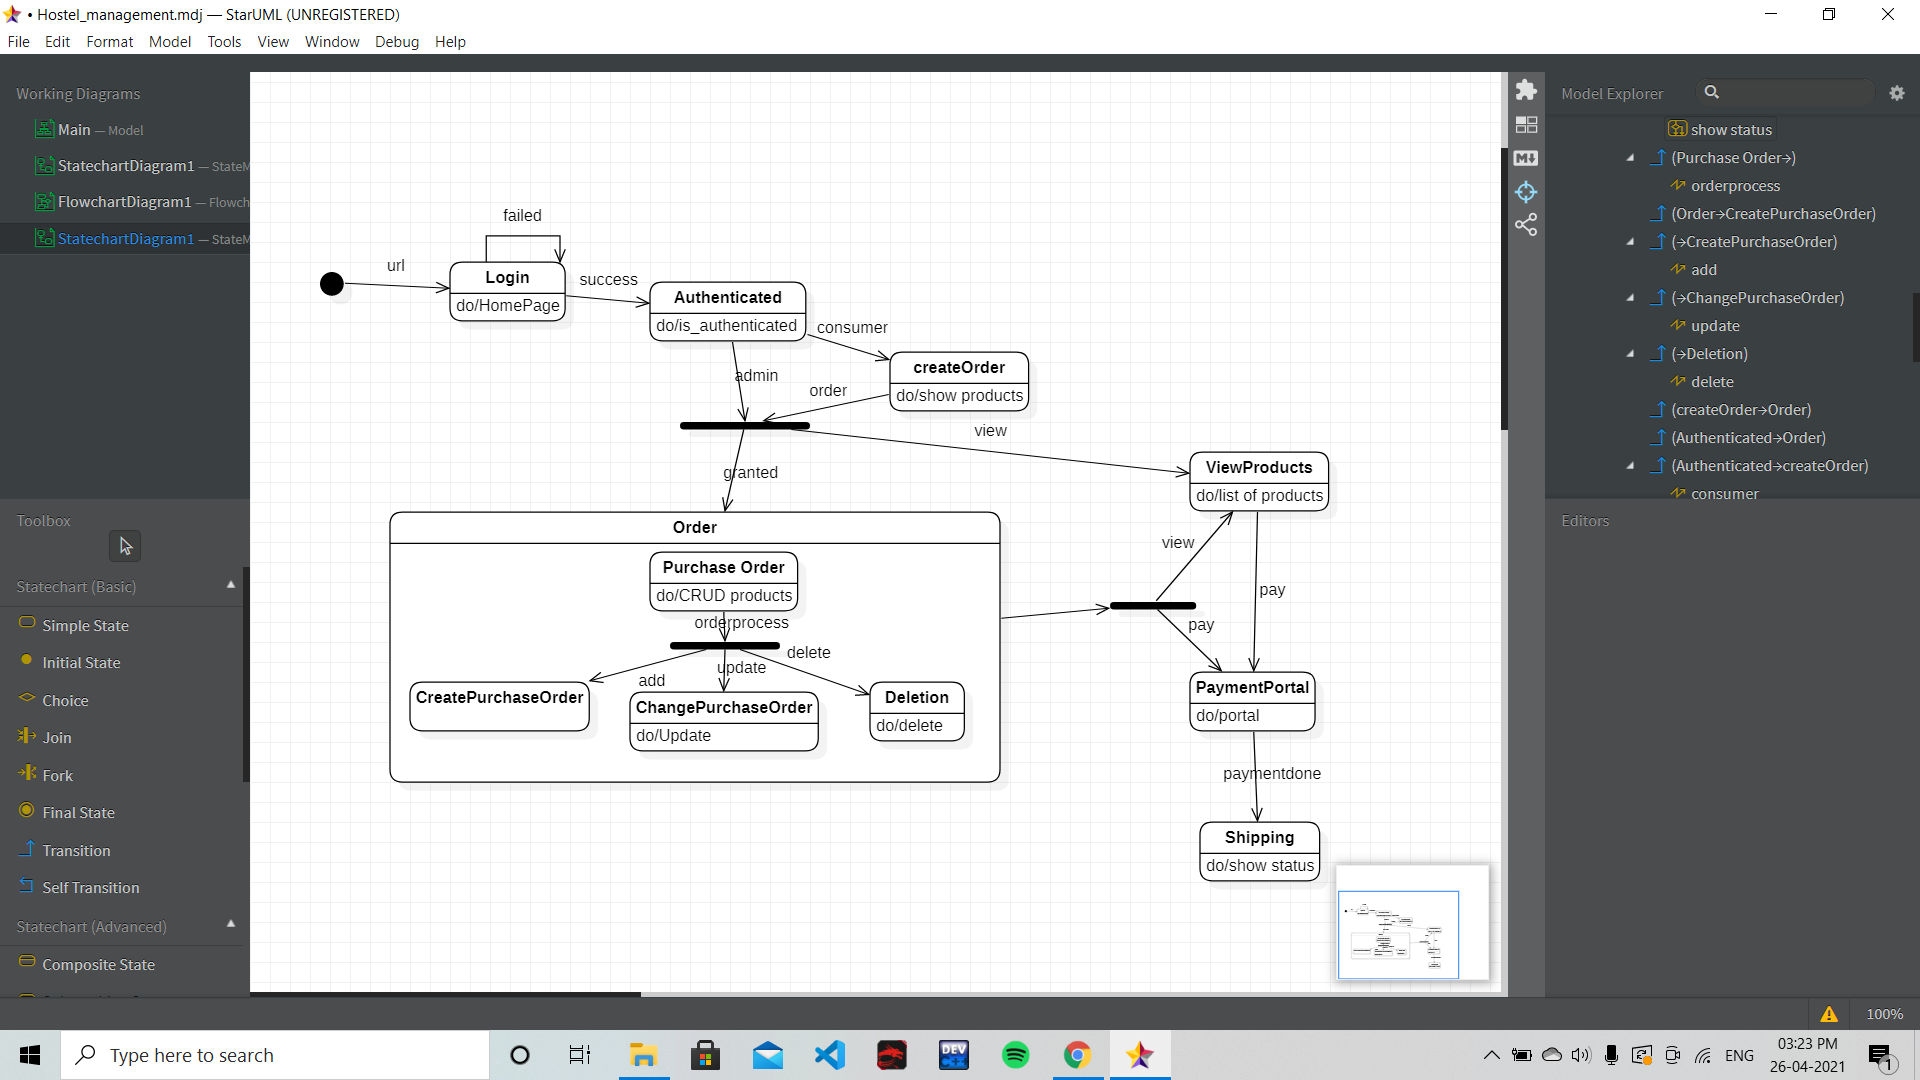 • Hostel_management.mdj — StarUML (UNREGISTERED)
File Edit Format Model Tools View Window Debug Help
Working Diagrams
Main — Model
StatechartDiagram1 — StateM
FlowchartDiagram1 — Flowch
StatechartDiagram1 — StateM
Toolbox
Statechart (Basic)
Simple State
Initial State
Choice
Join
Fork
Final State
Transition
Self Transition
Statechart (Advanced)
Composite State
failed
url
Login
do/HomePage
success
Authenticated
do/is_authenticated
consumer
createOrder
do/show products
admin
order
view
granted
ViewProducts
do/list of products
Order
Purchase Order
do/CRUD products
orderprocess
delete
update
add
CreatePurchaseOrder
ChangePurchaseOrder
do/Update
Deletion
do/delete
view
pay
pay
PaymentPortal
do/portal
paymentdone
Shipping
do/show status
M↓
Model Explorer
show status
(Purchase Order→)
orderprocess
(Order→CreatePurchaseOrder)
(→CreatePurchaseOrder)
add
(→ChangePurchaseOrder)
update
(→Deletion)
delete
(createOrder→Order)
(Authenticated→Order)
(Authenticated→createOrder)
consumer
Editors
100%
Type here to search
DEV
ENG
03:23 PM
26-04-2021
1